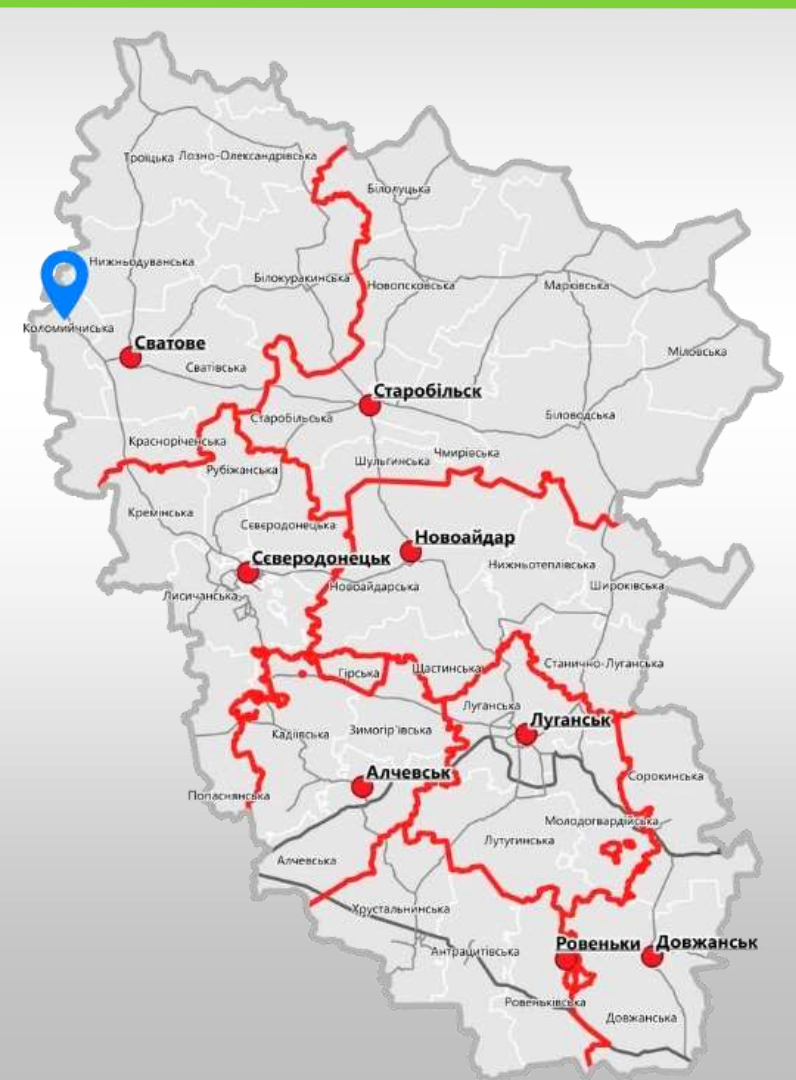 Троїцька
Лозно-Олександрівська
Білолуцька
Нижньодуванська
Білокуракинська
Новопсковська
Марківська
Коломийчиська
Сватове
Міловська
Сватівська
Старобільск
Старобільська
Біловодська
Красноріченська
Чмирівська
Шульгинська
Рубіжанська
Кремінська
Сєвєродонецька
Новоайдар
Сєверодонецьк
Нижньотеплівська
Новоайдарська
Широківська
Лисичанська
Станично-Луганська
Щастинська
Гірська
Луганська
Луганськ
Зимогір'ївська
Кадіївська
Алчевськ
Сорокинська
Попаснянська
Молодогвардійська
Лутугинська
Алчевська
Хрустальнинська
Ровеньки
Довжанськ
Антрацитівська
Ровеньківська
Довжанська